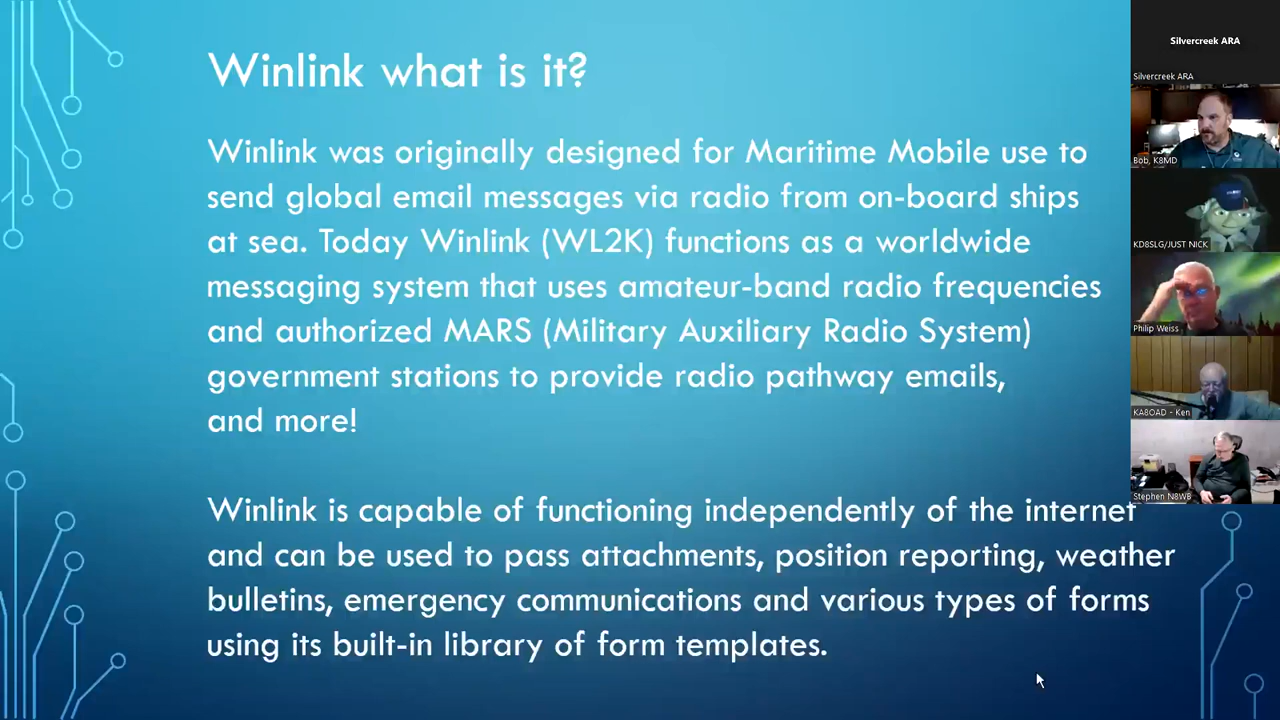 Winlink what is it?
Winlink was originally designed for Maritime Mobile use to
send global email messages via radio from on-board ships
at sea. Today Winlink (WL2K) functions as a worldwide
messaging system that uses amateur-band radio frequencies
and authorized MARS (Military Auxiliary Radio System)
government stations to provide radio pathway emails,
and more!
Winlink is capable of functioning independently of the internet
and can be used to pass attachments, position reporting, weather
bulletins, emergency communications and various types of forms
using its built-in library of form templates.
Silvercreek ARA
Silvercreek ARA
Bob, K8MD
KD8SLG/JUST NICK
Philip Weiss
KA8OAD - Ken
Stephen N8WB